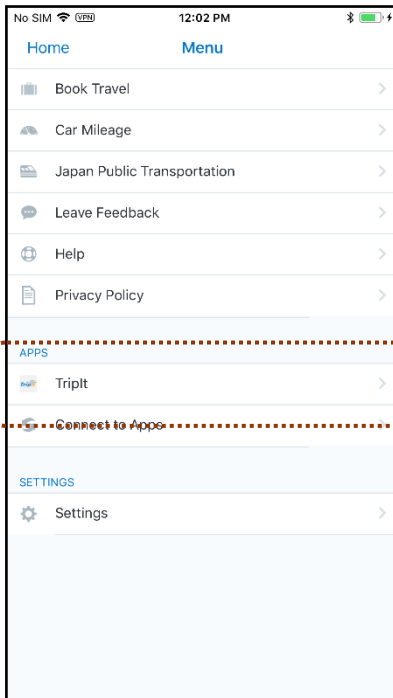 No SIM VPN 12:02 PM
Home Menu
Book Travel
Car Mileage
Japan Public Transportation
Leave Feedback
Help
Privacy Policy
APPS
TripIt
Connect to Apps
SETTINGS
Settings